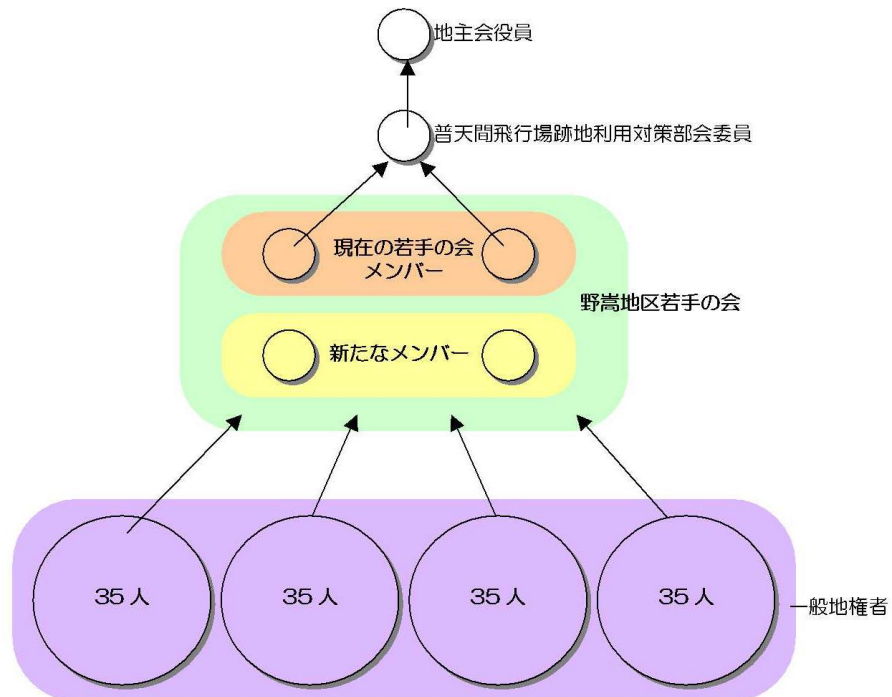 地主会役員
普天間飛行場跡地利用対策部会委員
現在の若手の会
メンバー
野嵩地区若手の会
新たなメンバー
35人
35人
35人
35人
一般地権者